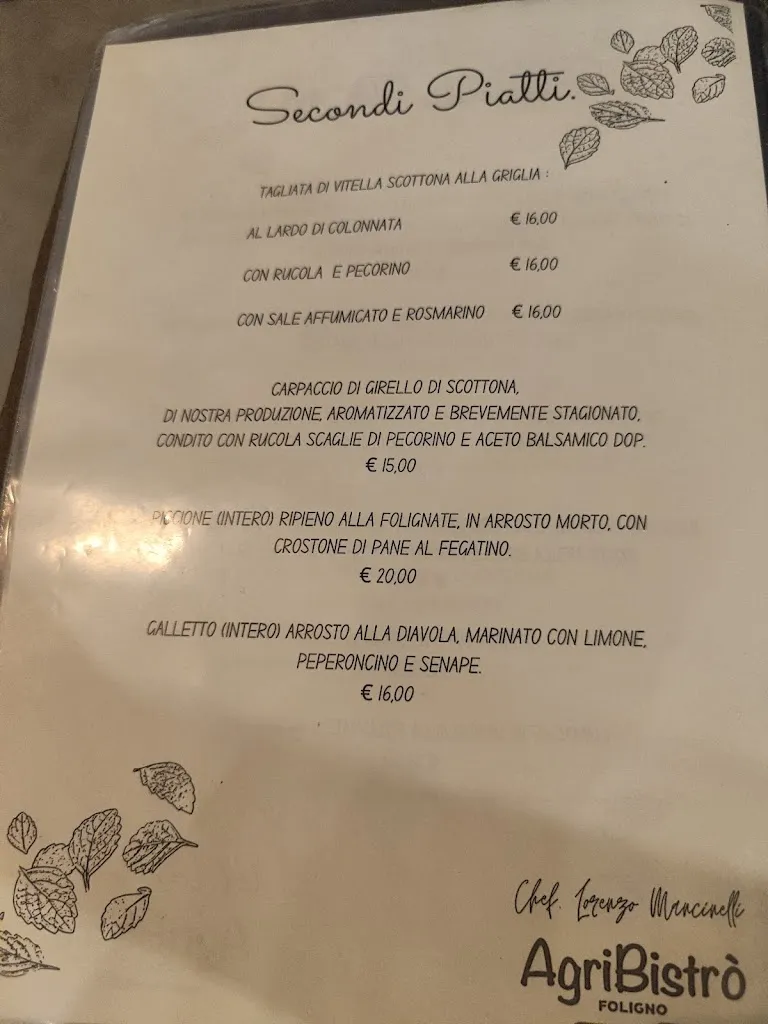 Secondi Piatti.
TAGLIATA DI VITELLA SCOTTONA ALLA GRIGLIA :
AL LARDO DI COLONNATA € 16,00
CON RUCOLA E PECORINO € 16,00
CON SALE AFFUMICATO E ROSMARINO € 16,00
CARPACCIO DI GIRELLO DI SCOTTONA,
DI NOSTRA PRODUZIONE, AROMATIZZATO E BREVEMENTE STAGIONATO,
CONDITO CON RUCOLA SCAGLIE DI PECORINO E ACETO BALSAMICO DOP.
€ 15,00
PICCIONE (INTERO) RIPIENO ALLA FOLIGNATE, IN ARROSTO MORTO, CON
CROSTONE DI PANE AL FEGATINO.
€ 20,00
GALLETTO (INTERO) ARROSTO ALLA DIAVOLA, MARINATO CON LIMONE,
PEPERONCINO E SENAPE.
€ 16,00
Chef. Lorenzo Mancinelli
AgriBistrò
FOLIGNO